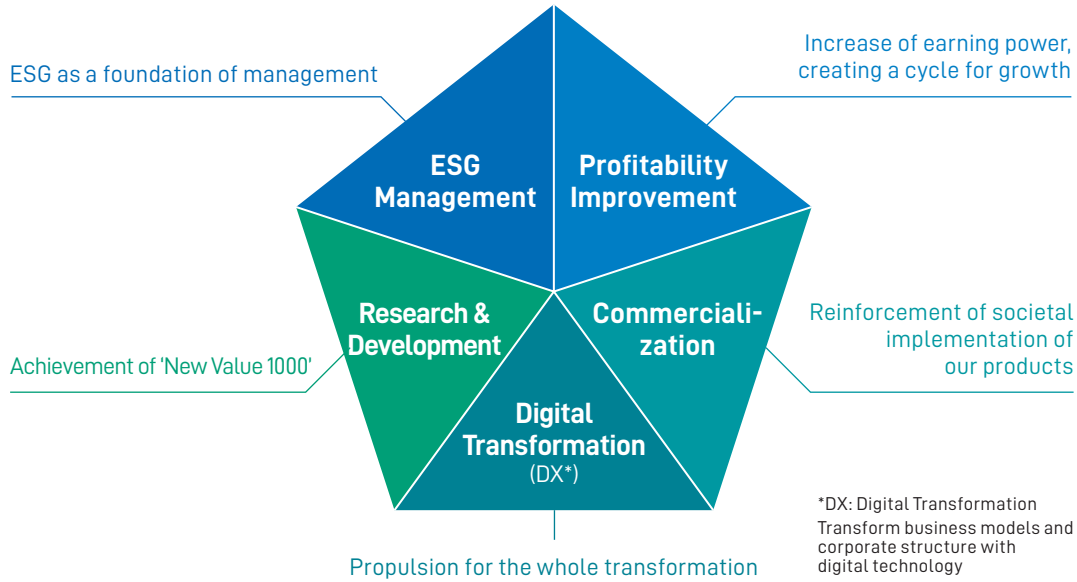 ESG as a foundation of management
Increase of earning power,
creating a cycle for growth
ESG
Management
Profitability
Improvement
Research &
Development
Commerciali-
zation
Achievement of ‘New Value 1000’
Reinforcement of societal
implementation of
our products
Digital
Transformation
(DX*)
Propulsion for the whole transformation
*DX: Digital Transformation
Transform business models and
corporate structure with
digital technology